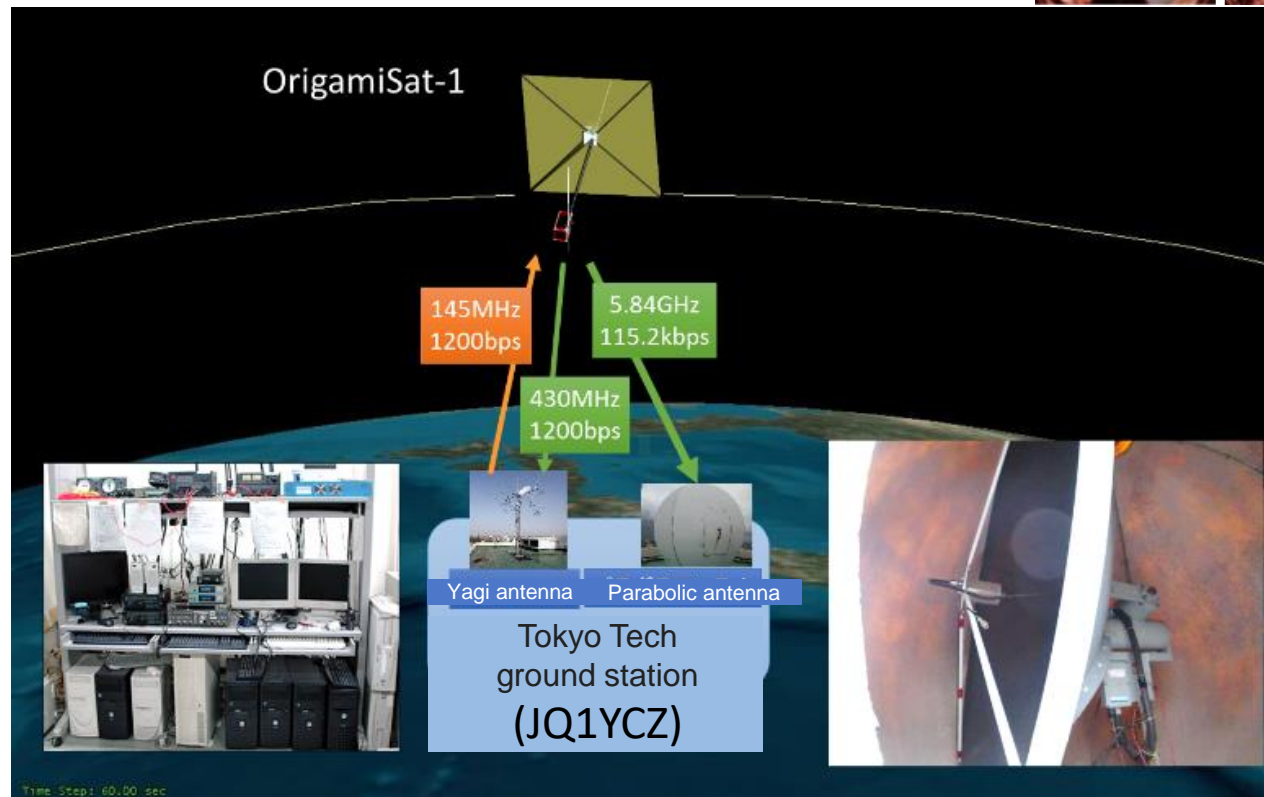 OrigamiSat-1
145MHz
1200bps
5.84GHz
115.2kbps
430MHz
1200bps
Yagi antenna
Parabolic antenna
Tokyo Tech
ground station
(JQ1YCZ)
Time Step: 60.00 sec